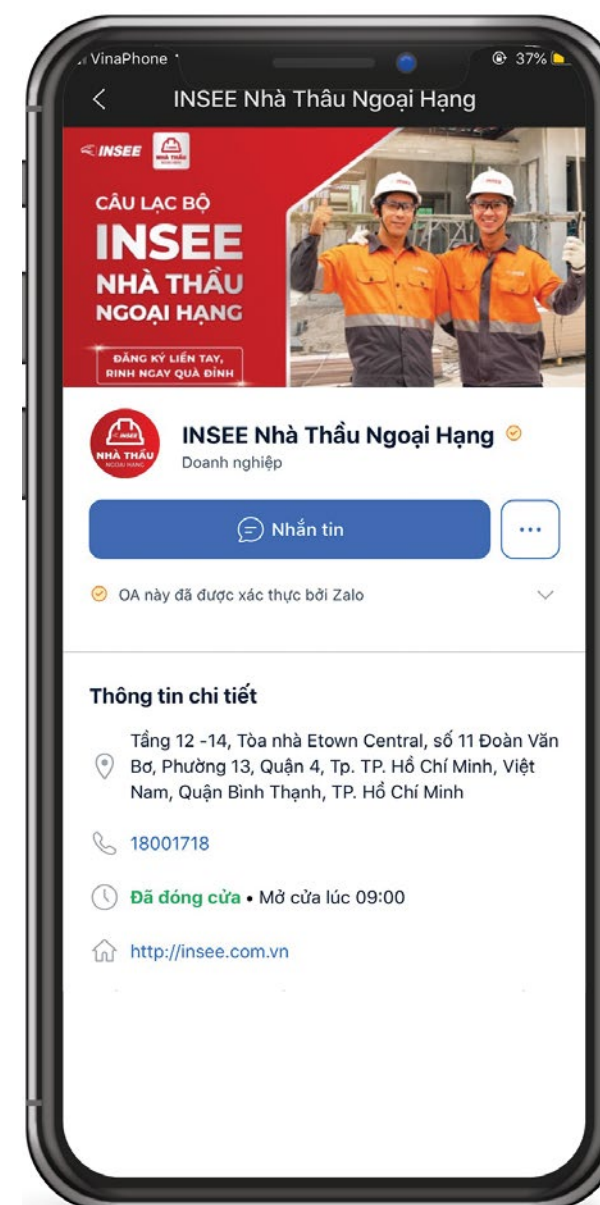 VinaPhone
37%
INSEE Nhà Thầu Ngoại Hạng
INSEE
NHÀ THẦU
CÂU LẠC BỘ
INSEE
NHÀ THẦU
NGOẠI HẠNG
ĐĂNG KÝ LIỀN TAY,
RINH NGAY QUÀ ĐỈNH
INSEE
NHÀ THẦU
NGOẠI HẠNG
INSEE Nhà Thầu Ngoại Hạng
Doanh nghiệp
Nhắn tin
OA này đã được xác thực bởi Zalo
Thông tin chi tiết
Tầng 12 -14, Tòa nhà Etown Central, số 11 Đoàn Văn
Bơ, Phường 13, Quận 4, Tp. TP. Hồ Chí Minh, Việt
Nam, Quận Bình Thạnh, TP. Hồ Chí Minh
18001718
Đã đóng cửa • Mở cửa lúc 09:00
http://insee.com.vn